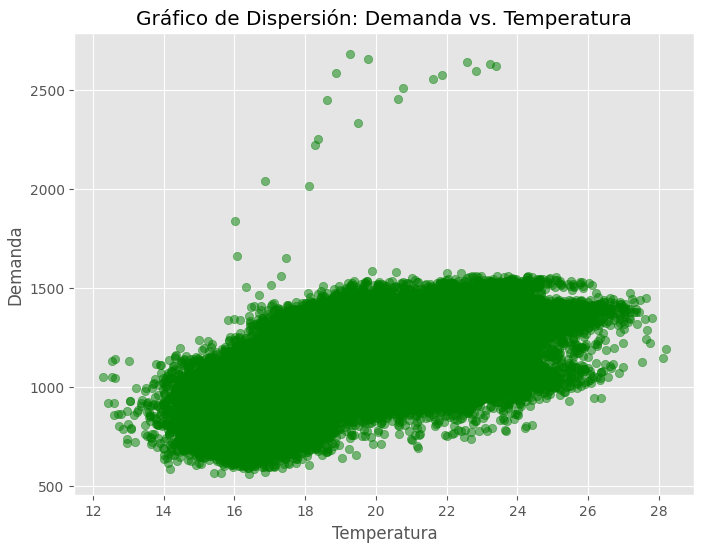 Gráfico de Dispersión: Demanda vs. Temperatura
Demanda
2500
2000
1500
1000
500
12 14 16 18 20 22 24 26 28
Temperatura